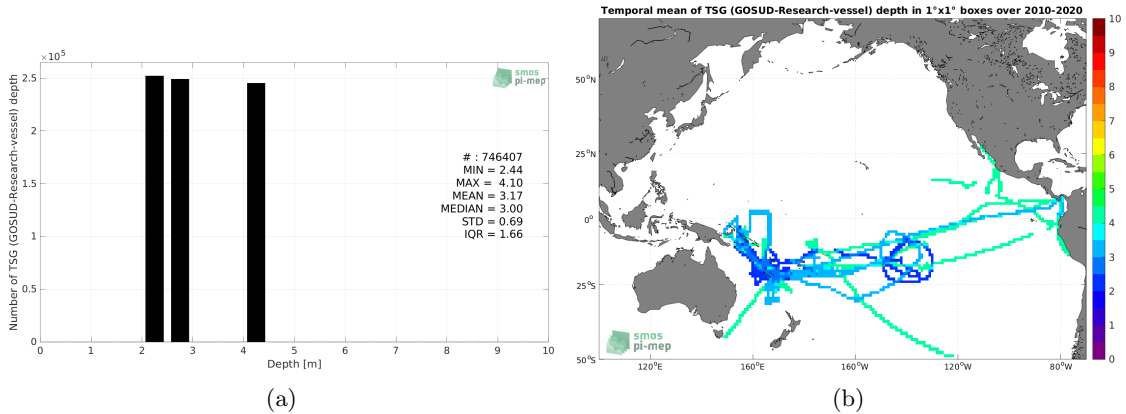 ×10⁵
2.5
2
1.5
1
0.5
0
0 1 2 3 4 5 6 7 8 9 10
Number of TSG (GOSUD-Research-vessel) depth
Depth [m]
smos
pi-mep
# : 746407
MIN = 2.44
MAX = 4.10
MEAN = 3.17
MEDIAN = 3.00
STD = 0.69
IQR = 1.66
(a)
Temporal mean of TSG (GOSUD-Research-vessel) depth in 1°x1° boxes over 2010-2020
50°N
25°N
0°
25°S
50°S
120°E 160°E 160°W 120°W 80°W
10
9
8
7
6
5
4
3
2
1
0
smos
pi-mep
(b)